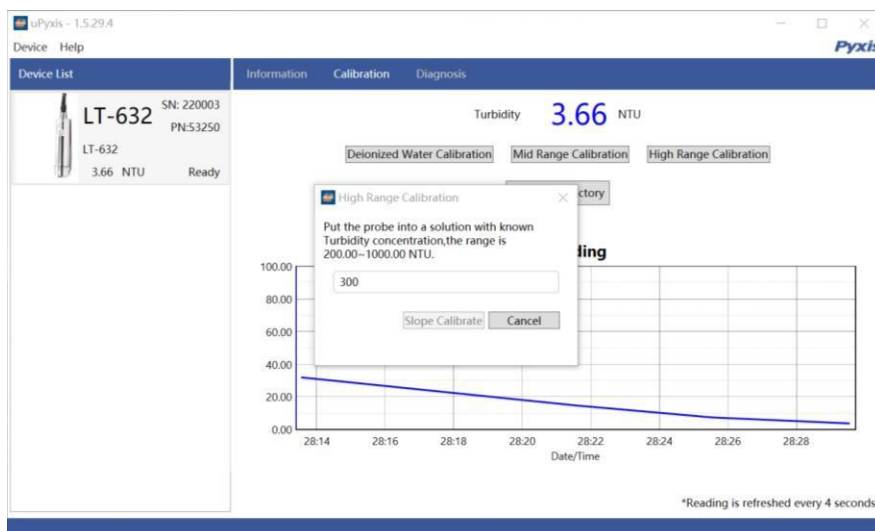 uPyxis - 1.5.29.4
Device Help
Pyxis
Device List
Information Calibration Diagnosis
LT-632
SN: 220003
PN:53250
LT-632
3.66 NTU Ready
Turbidity 3.66 NTU
Deionized Water Calibration Mid Range Calibration High Range Calibration
ctory
High Range Calibration
Put the probe into a solution with known
Turbidity concentration,the range is
200.00~1000.00 NTU.
300
Slope Calibrate Cancel
ding
100.00
80.00
60.00
40.00
20.00
0.00
28:14 28:16 28:18 28:20 28:22 28:24 28:26 28:28
Date/Time
*Reading is refreshed every 4 seconds